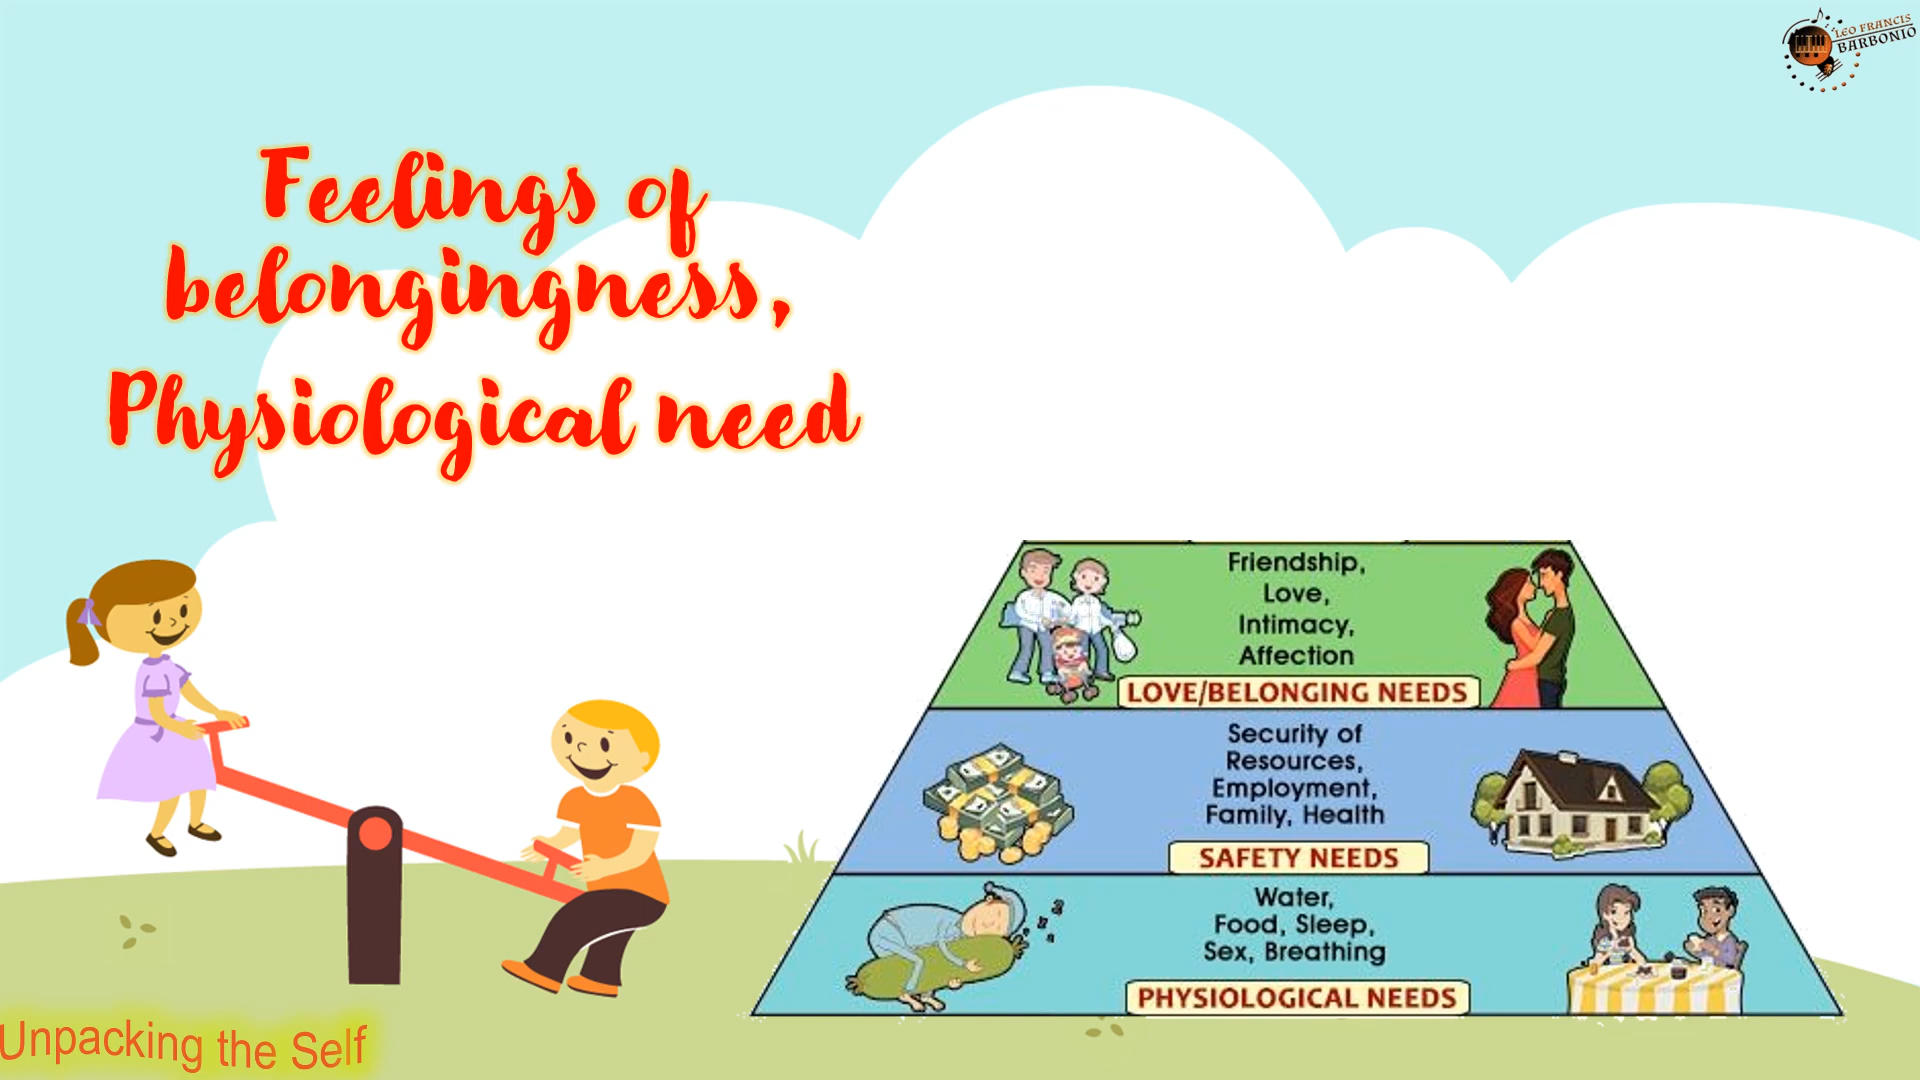 LEO FRANCIS
BARBONIO
Feelings of
belongingness,
Physiological need
Friendship,
Love,
Intimacy,
Affection
LOVE/BELONGING NEEDS
Security of
Resources,
Employment,
Family, Health
SAFETY NEEDS
Water,
Food, Sleep,
Sex, Breathing
PHYSIOLOGICAL NEEDS
Unpacking the Self